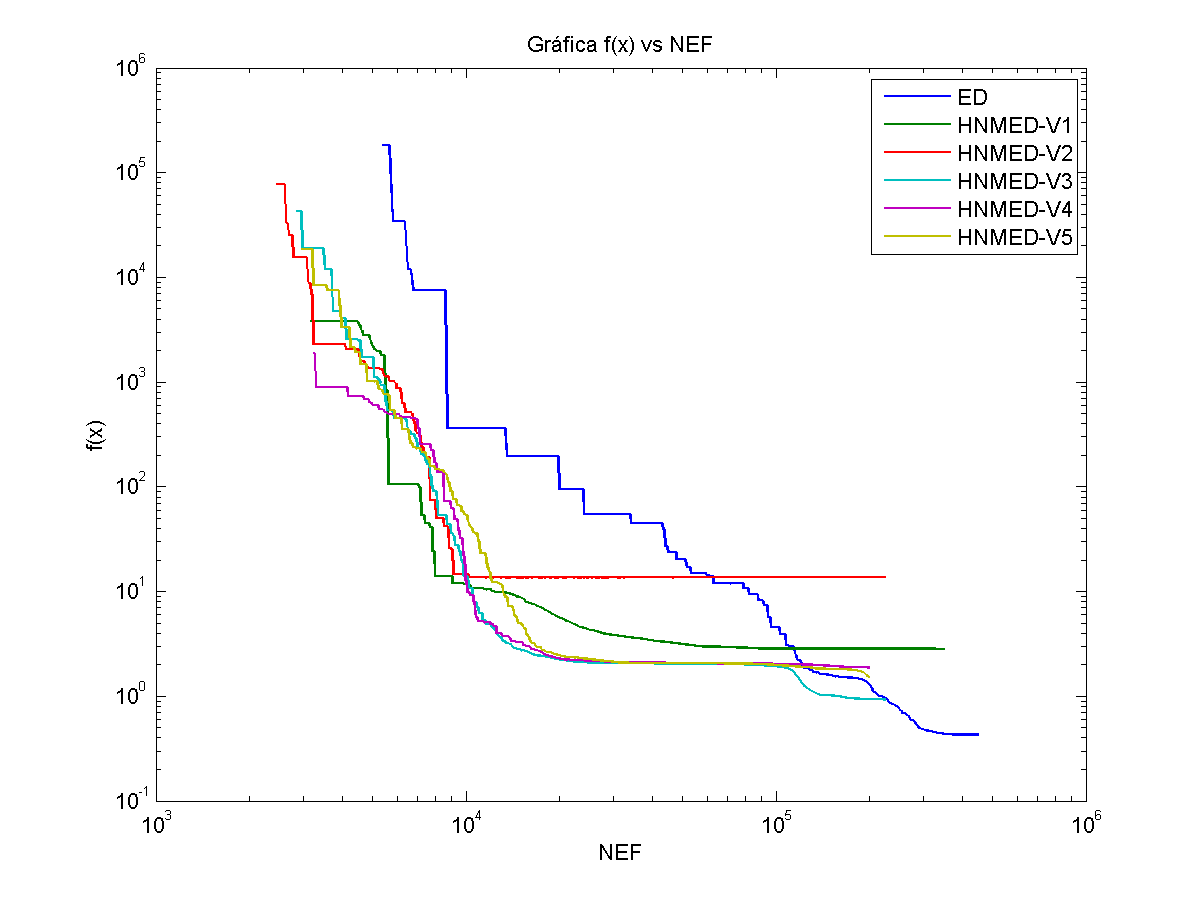 Gráfica f(x) vs NEF
10^6
10^5
10^4
10^3
10^2
10^1
10^0
10^-1
f(x)
ED
HNMED-V1
HNMED-V2
HNMED-V3
HNMED-V4
HNMED-V5
10^3 10^4 10^5 10^6
NEF